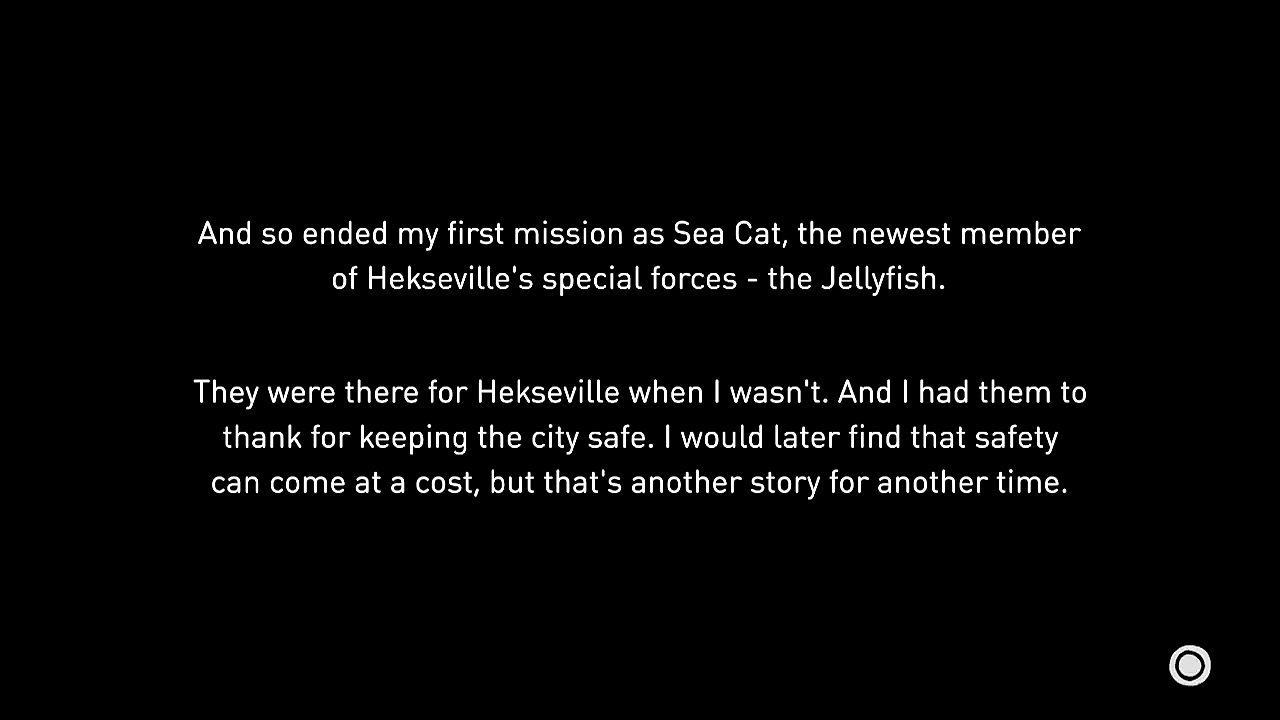 And so ended my first mission as Sea Cat, the newest member
of Hekseville's special forces - the Jellyfish.
They were there for Hekseville when I wasn't. And I had them to
thank for keeping the city safe. I would later find that safety
can come at a cost, but that's another story for another time.